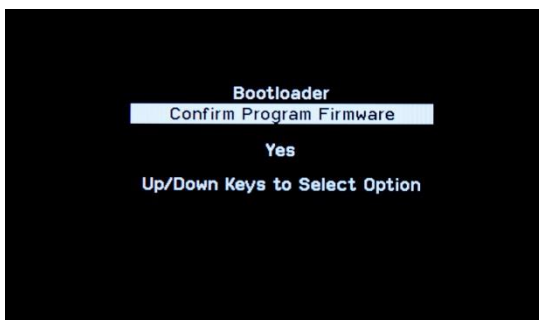 Bootloader
Confirm Program Firmware
Yes
Up/Down Keys to Select Option